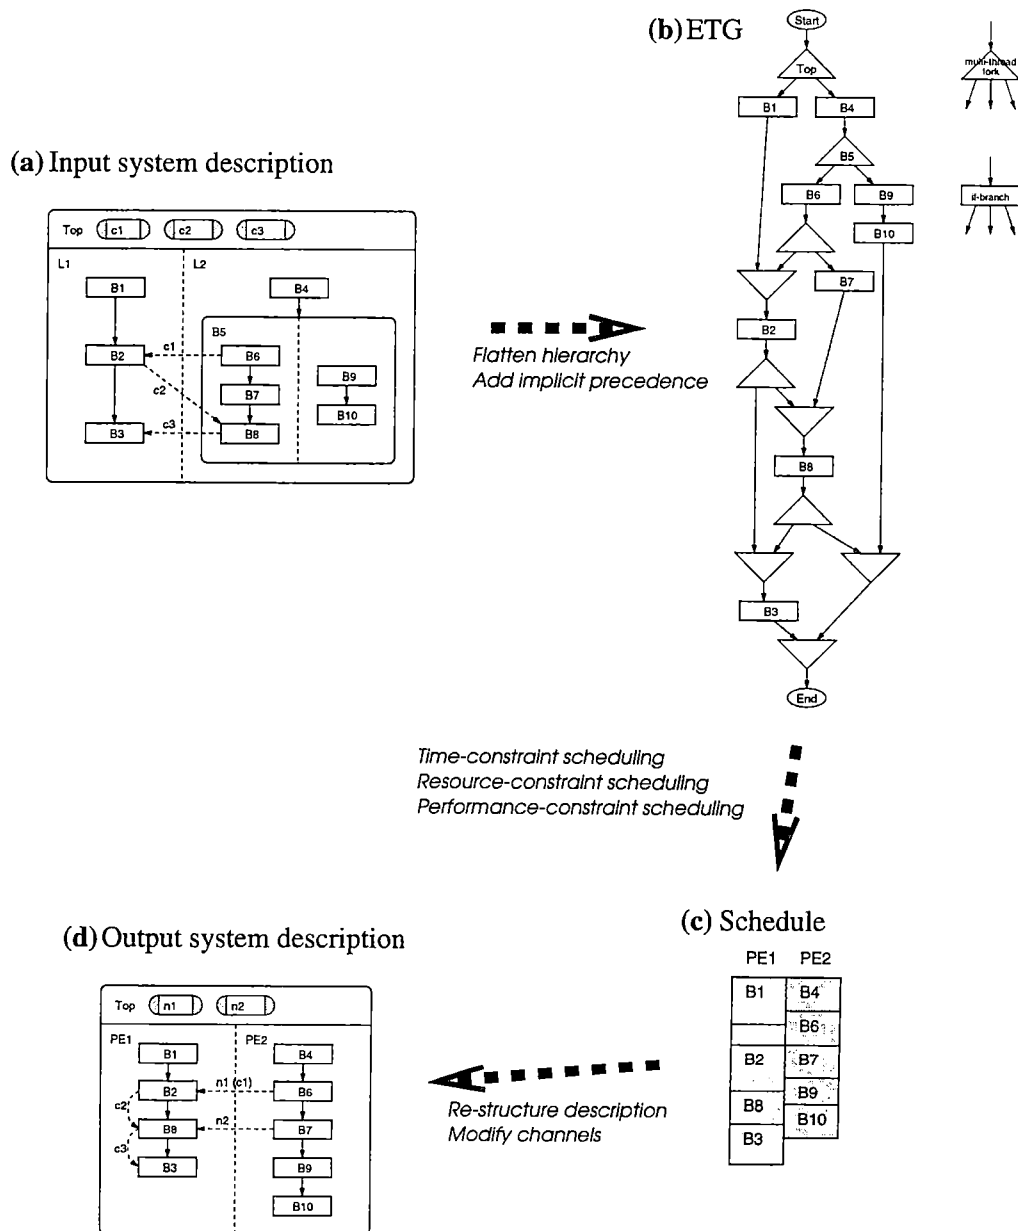 (b) ETG
Start
Top
B1
B4
B5
B6
B9
B10
B7
B2
B8
B3
End
multi-thread
fork
if-branch
(a) Input system description
Top
c1
c2
c3
L1
L2
B1
B4
B5
B2
c1
B6
B9
c2
B7
B10
B3
c3
B8
Flatten hierarchy
Add implicit precedence
Time-constraint scheduling
Resource-constraint scheduling
Performance-constraint scheduling
(c) Schedule
PE1
PE2
B1
B4
B6
B2
B7
B9
B8
B10
B3
(d) Output system description
Top
n1
n2
PE1
PE2
B1
B4
n1 (c1)
B2
B6
c2
n2
B8
B7
c3
B3
B9
B10
Re-structure description
Modify channels